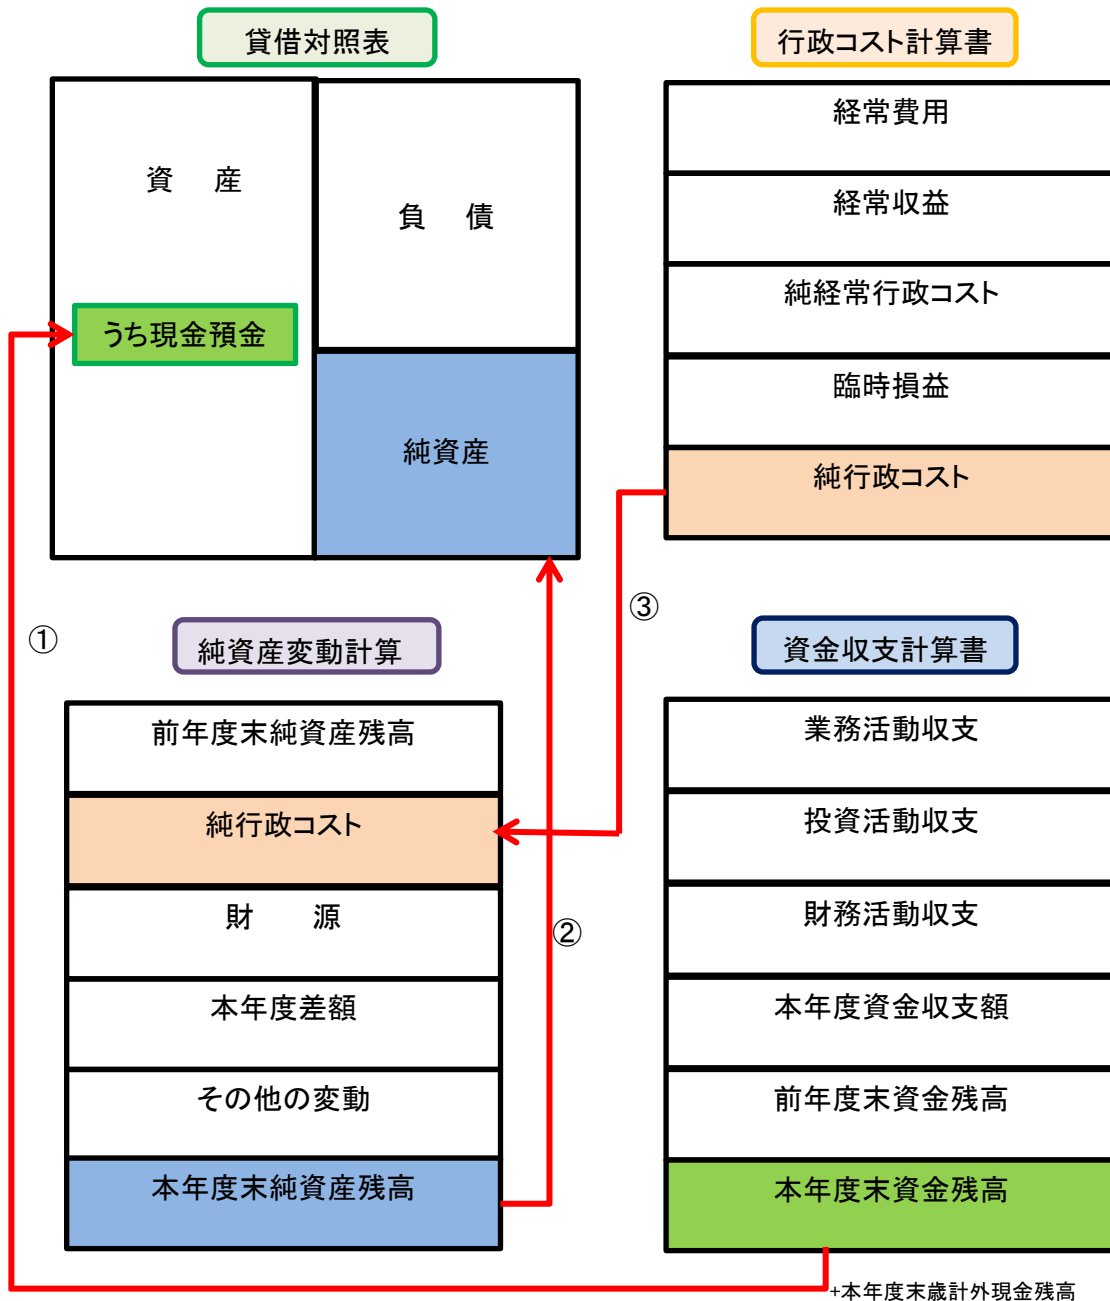 貸借対照表
資　産
うち現金預金
負　債
純資産
行政コスト計算書
経常費用
経常収益
純経常行政コスト
臨時損益
純行政コスト
①
②
③
純資産変動計算
前年度末純資産残高
純行政コスト
財　　源
本年度差額
その他の変動
本年度末純資産残高
資金収支計算書
業務活動収支
投資活動収支
財務活動収支
本年度資金収支額
前年度末資金残高
本年度末資金残高
+本年度末歳計外現金残高